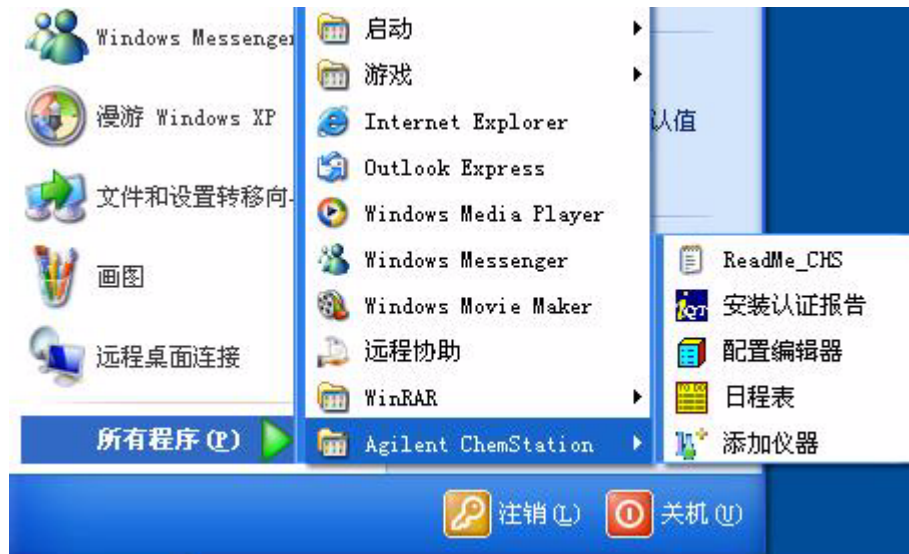 Windows Messenger
漫游 Windows XP
文件和设置转移向
画图
远程桌面连接
所有程序(P)
启动
游戏
Internet Explorer
Outlook Express
Windows Media Player
Windows Messenger
Windows Movie Maker
远程协助
WinRAR
Agilent ChemStation
认值
ReadMe_CHS
iQT
安装认证报告
配置编辑器
日程表
添加仪器
注销(L)
关机(U)